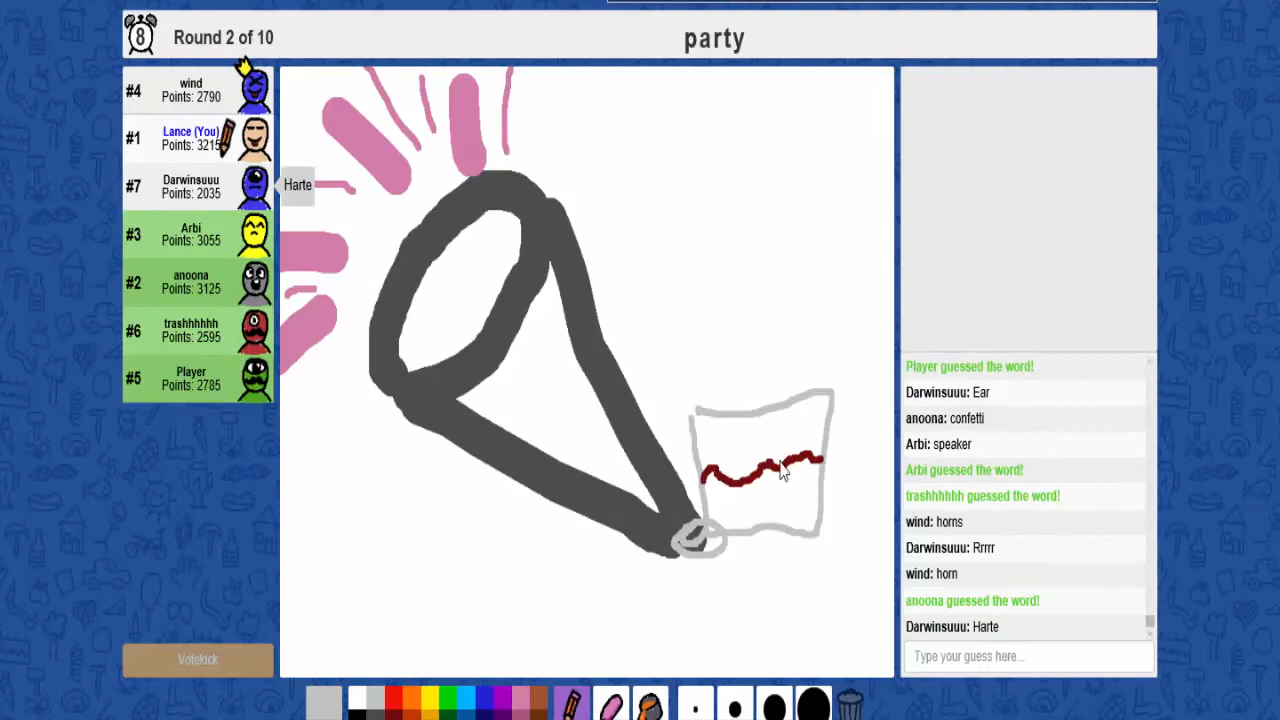 8
Round 2 of 10
party
#4
wind
Points: 2790
#1
Lance (You)
Points: 3215
#7
Darwinsuuu
Points: 2035
Harte
#3
Arbi
Points: 3055
#2
anoona
Points: 3125
#6
trashhhhhh
Points: 2595
#5
Player
Points: 2785
Votekick
Player guessed the word!
Darwinsuuu: Ear
anoona: confetti
Arbi: speaker
Arbi guessed the word!
trashhhhhh guessed the word!
wind: horns
Darwinsuuu: Rrrrr
wind: horn
anoona guessed the word!
Darwinsuuu: Harte
Type your guess here...